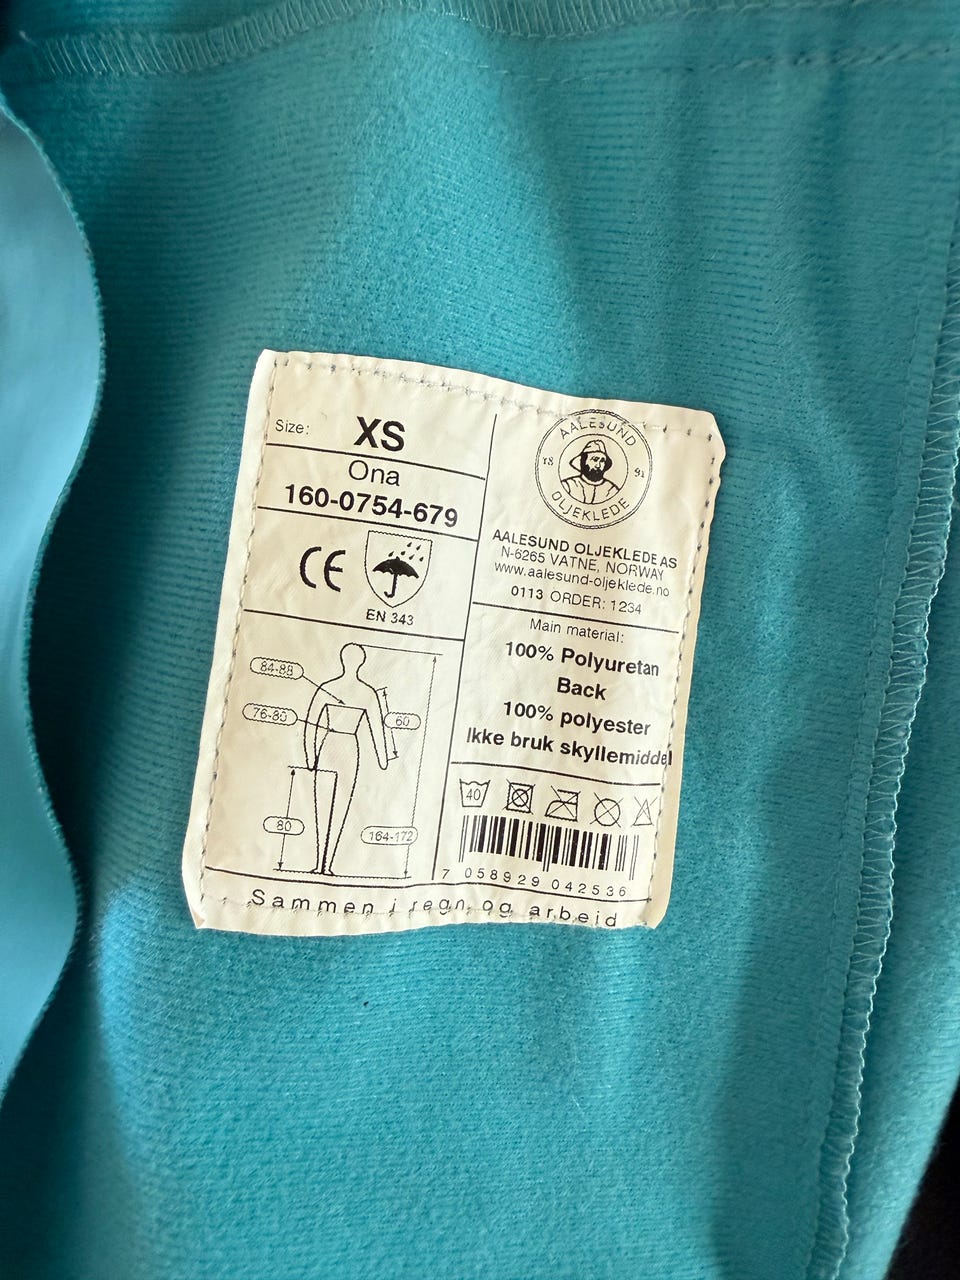 Size: XS
Ona
160-0754-679
CE
EN 343
84-88
76-80
60
80
164-172
AALESUND
18 91
OLJEKLEDE
AALESUND OLJEKLEDE AS
N-6265 VATNE, NORWAY
www.aalesund-oljeklede.no
0113 ORDER: 1234
Main material:
100% Polyuretan
Back
100% polyester
Ikke bruk skyllemiddel
40
7 058929 042536
Sammen i regn og arbeid